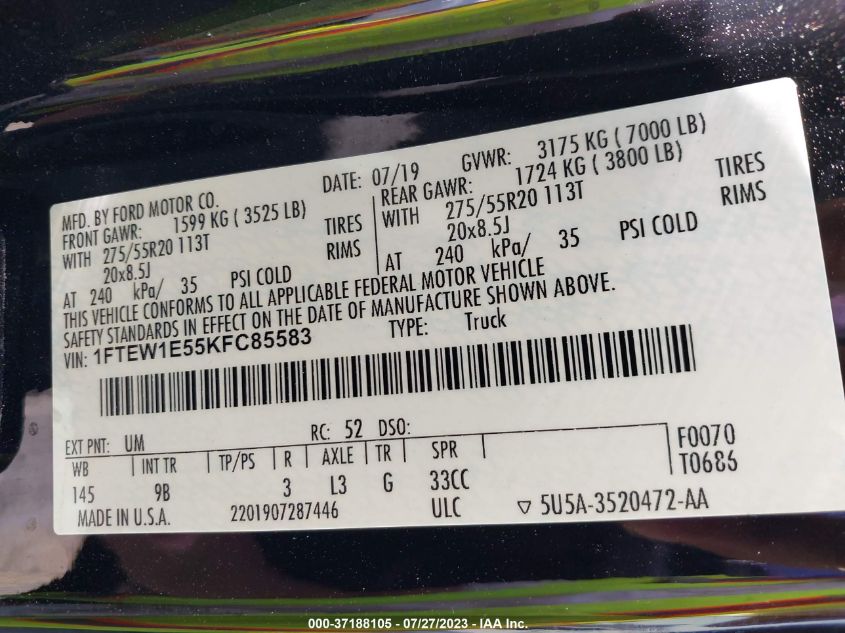 MFD. BY FORD MOTOR CO.
DATE: 07/19 GVWR: 3175 KG ( 7000 LB)
FRONT GAWR: 1599 KG ( 3525 LB)
REAR GAWR: 1724 KG ( 3800 LB)
WITH 275/55R20 113T TIRES
WITH 275/55R20 113T TIRES
20x8.5J RIMS
20x8.5J RIMS
AT 240 kPa/ 35 PSI COLD
AT 240 kPa/ 35 PSI COLD
THIS VEHICLE CONFORMS TO ALL APPLICABLE FEDERAL MOTOR VEHICLE
SAFETY STANDARDS IN EFFECT ON THE DATE OF MANUFACTURE SHOWN ABOVE.
VIN: 1FTEW1E55KFC85583 TYPE: Truck
EXT PNT: UM RC: 52 DSO:
WB INT TR TP/PS R AXLE TR SPR
145 9B 3 L3 G 33CC
F0070
T0686
MADE IN U.S.A. 2201907287446 ULC ▽ 5U5A-3520472-AA
000-37188105 - 07/27/2023 - © IAA Inc.